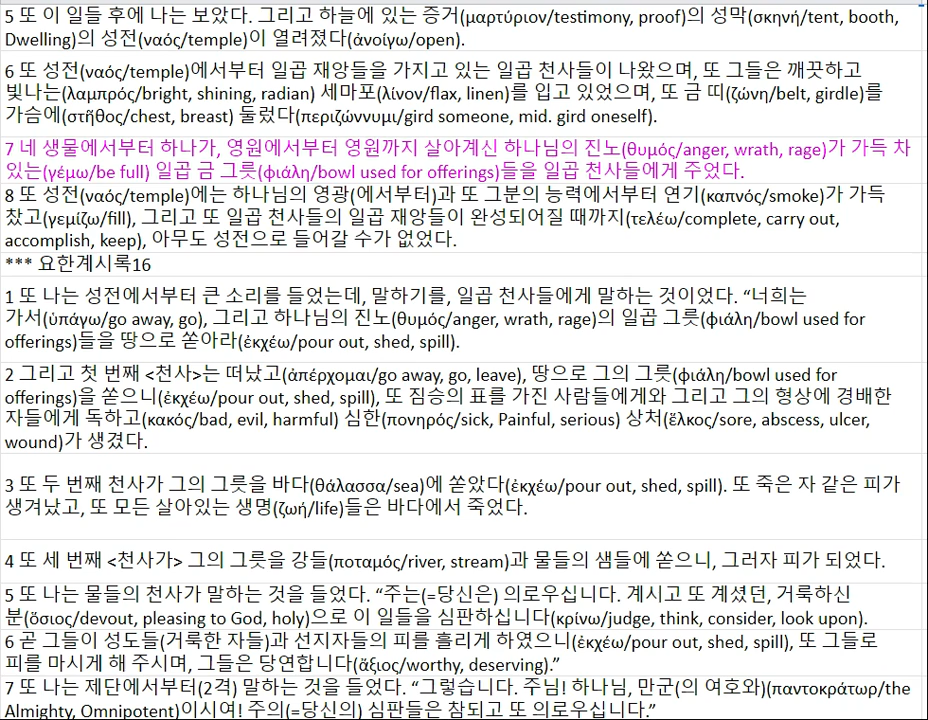 5 또 이 일들 후에 나는 보았다. 그리고 하늘에 있는 증거(μαρτύριον/testimony, proof)의 성막(σκηνή/tent, booth,
Dwelling)의 성전(ναός/temple)이 열려졌다(ἀνοίγω/open).
6 또 성전(ναός/temple)에서부터 일곱 재앙들을 가지고 있는 일곱 천사들이 나왔으며, 또 그들은 깨끗하고
빛나는(λαμπρός/bright, shining, radian) 세마포(λίνον/flax, linen)를 입고 있었으며, 또 금 띠(ζώνη/belt, girdle)를
가슴에(στῆθος/chest, breast) 둘렀다(περιζώννυμι/gird someone, mid. gird oneself).
7 네 생물에서부터 하나가, 영원에서부터 영원까지 살아계신 하나님의 진노(θυμός/anger, wrath, rage)가 가득 차
있는(γέμω/be full) 일곱 금 그릇(φιάλη/bowl used for offerings)들을 일곱 천사들에게 주었다.
8 또 성전(ναός/temple)에는 하나님의 영광(에서부터)과 또 그분의 능력에서부터 연기(καπνός/smoke)가 가득
찼고(γεμίζω/fill), 그리고 또 일곱 천사들의 일곱 재앙들이 완성되어질 때까지(τελέω/complete, carry out,
accomplish, keep), 아무도 성전으로 들어갈 수가 없었다.
*** 요한계시록16
1 또 나는 성전에서부터 큰 소리를 들었는데, 말하기를, 일곱 천사들에게 말하는 것이었다. “너희는
가서(ὑπάγω/go away, go), 그리고 하나님의 진노(θυμός/anger, wrath, rage)의 일곱 그릇(φιάλη/bowl used for
offerings)들을 땅으로 쏟아라(ἐκχέω/pour out, shed, spill).
2 그리고 첫 번째 <천사>는 떠났고(ἀπέρχομαι/go away, go, leave), 땅으로 그의 그릇(φιάλη/bowl used for
offerings)을 쏟으니(ἐκχέω/pour out, shed, spill), 또 짐승의 표를 가진 사람들에게와 그리고 그의 형상에 경배한
자들에게 독하고(κακός/bad, evil, harmful) 심한(πονηρός/sick, Painful, serious) 상처(ἕλκος/sore, abscess, ulcer,
wound)가 생겼다.
3 또 두 번째 천사가 그의 그릇을 바다(θάλασσα/sea)에 쏟았다(ἐκχέω/pour out, shed, spill). 또 죽은 자 같은 피가
생겨났고, 또 모든 살아있는 생명(ζωή/life)들은 바다에서 죽었다.
4 또 세 번째 <천사가> 그의 그릇을 강들(ποταμός/river, stream)과 물들의 샘들에 쏟으니, 그러자 피가 되었다.
5 또 나는 물들의 천사가 말하는 것을 들었다. “주는(=당신은) 의로우십니다. 계시고 또 계셨던, 거룩하신
분(ὅσιος/devout, pleasing to God, holy)으로 이 일들을 심판하십니다(κρίνω/judge, think, consider, look upon).
6 곧 그들이 성도들(거룩한 자들)과 선지자들의 피를 흘리게 하였으니(ἐκχέω/pour out, shed, spill), 또 그들로
피를 마시게 해 주시며, 그들은 당연합니다(ἄξιος/worthy, deserving).”
7 또 나는 제단에서부터(2격) 말하는 것을 들었다. “그렇습니다. 주님! 하나님, 만군(의 여호와)(παντοκράτωρ/the
Almighty, Omnipotent)이시여! 주의(=당신의) 심판들은 참되고 또 의로우십니다.”